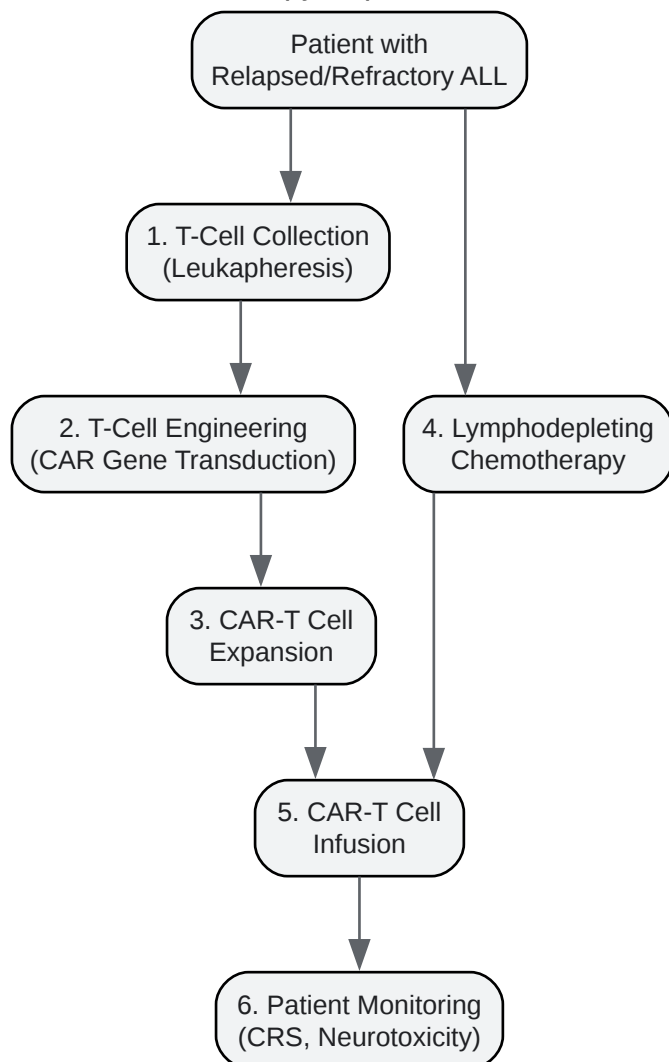 Patient with
Relapsed/Refractory ALL
1. T-Cell Collection
(Leukapheresis)
2. T-Cell Engineering
(CAR Gene Transduction)
4. Lymphodepleting
Chemotherapy
3. CAR-T Cell
Expansion
5. CAR-T Cell
Infusion
6. Patient Monitoring
(CRS, Neurotoxicity)